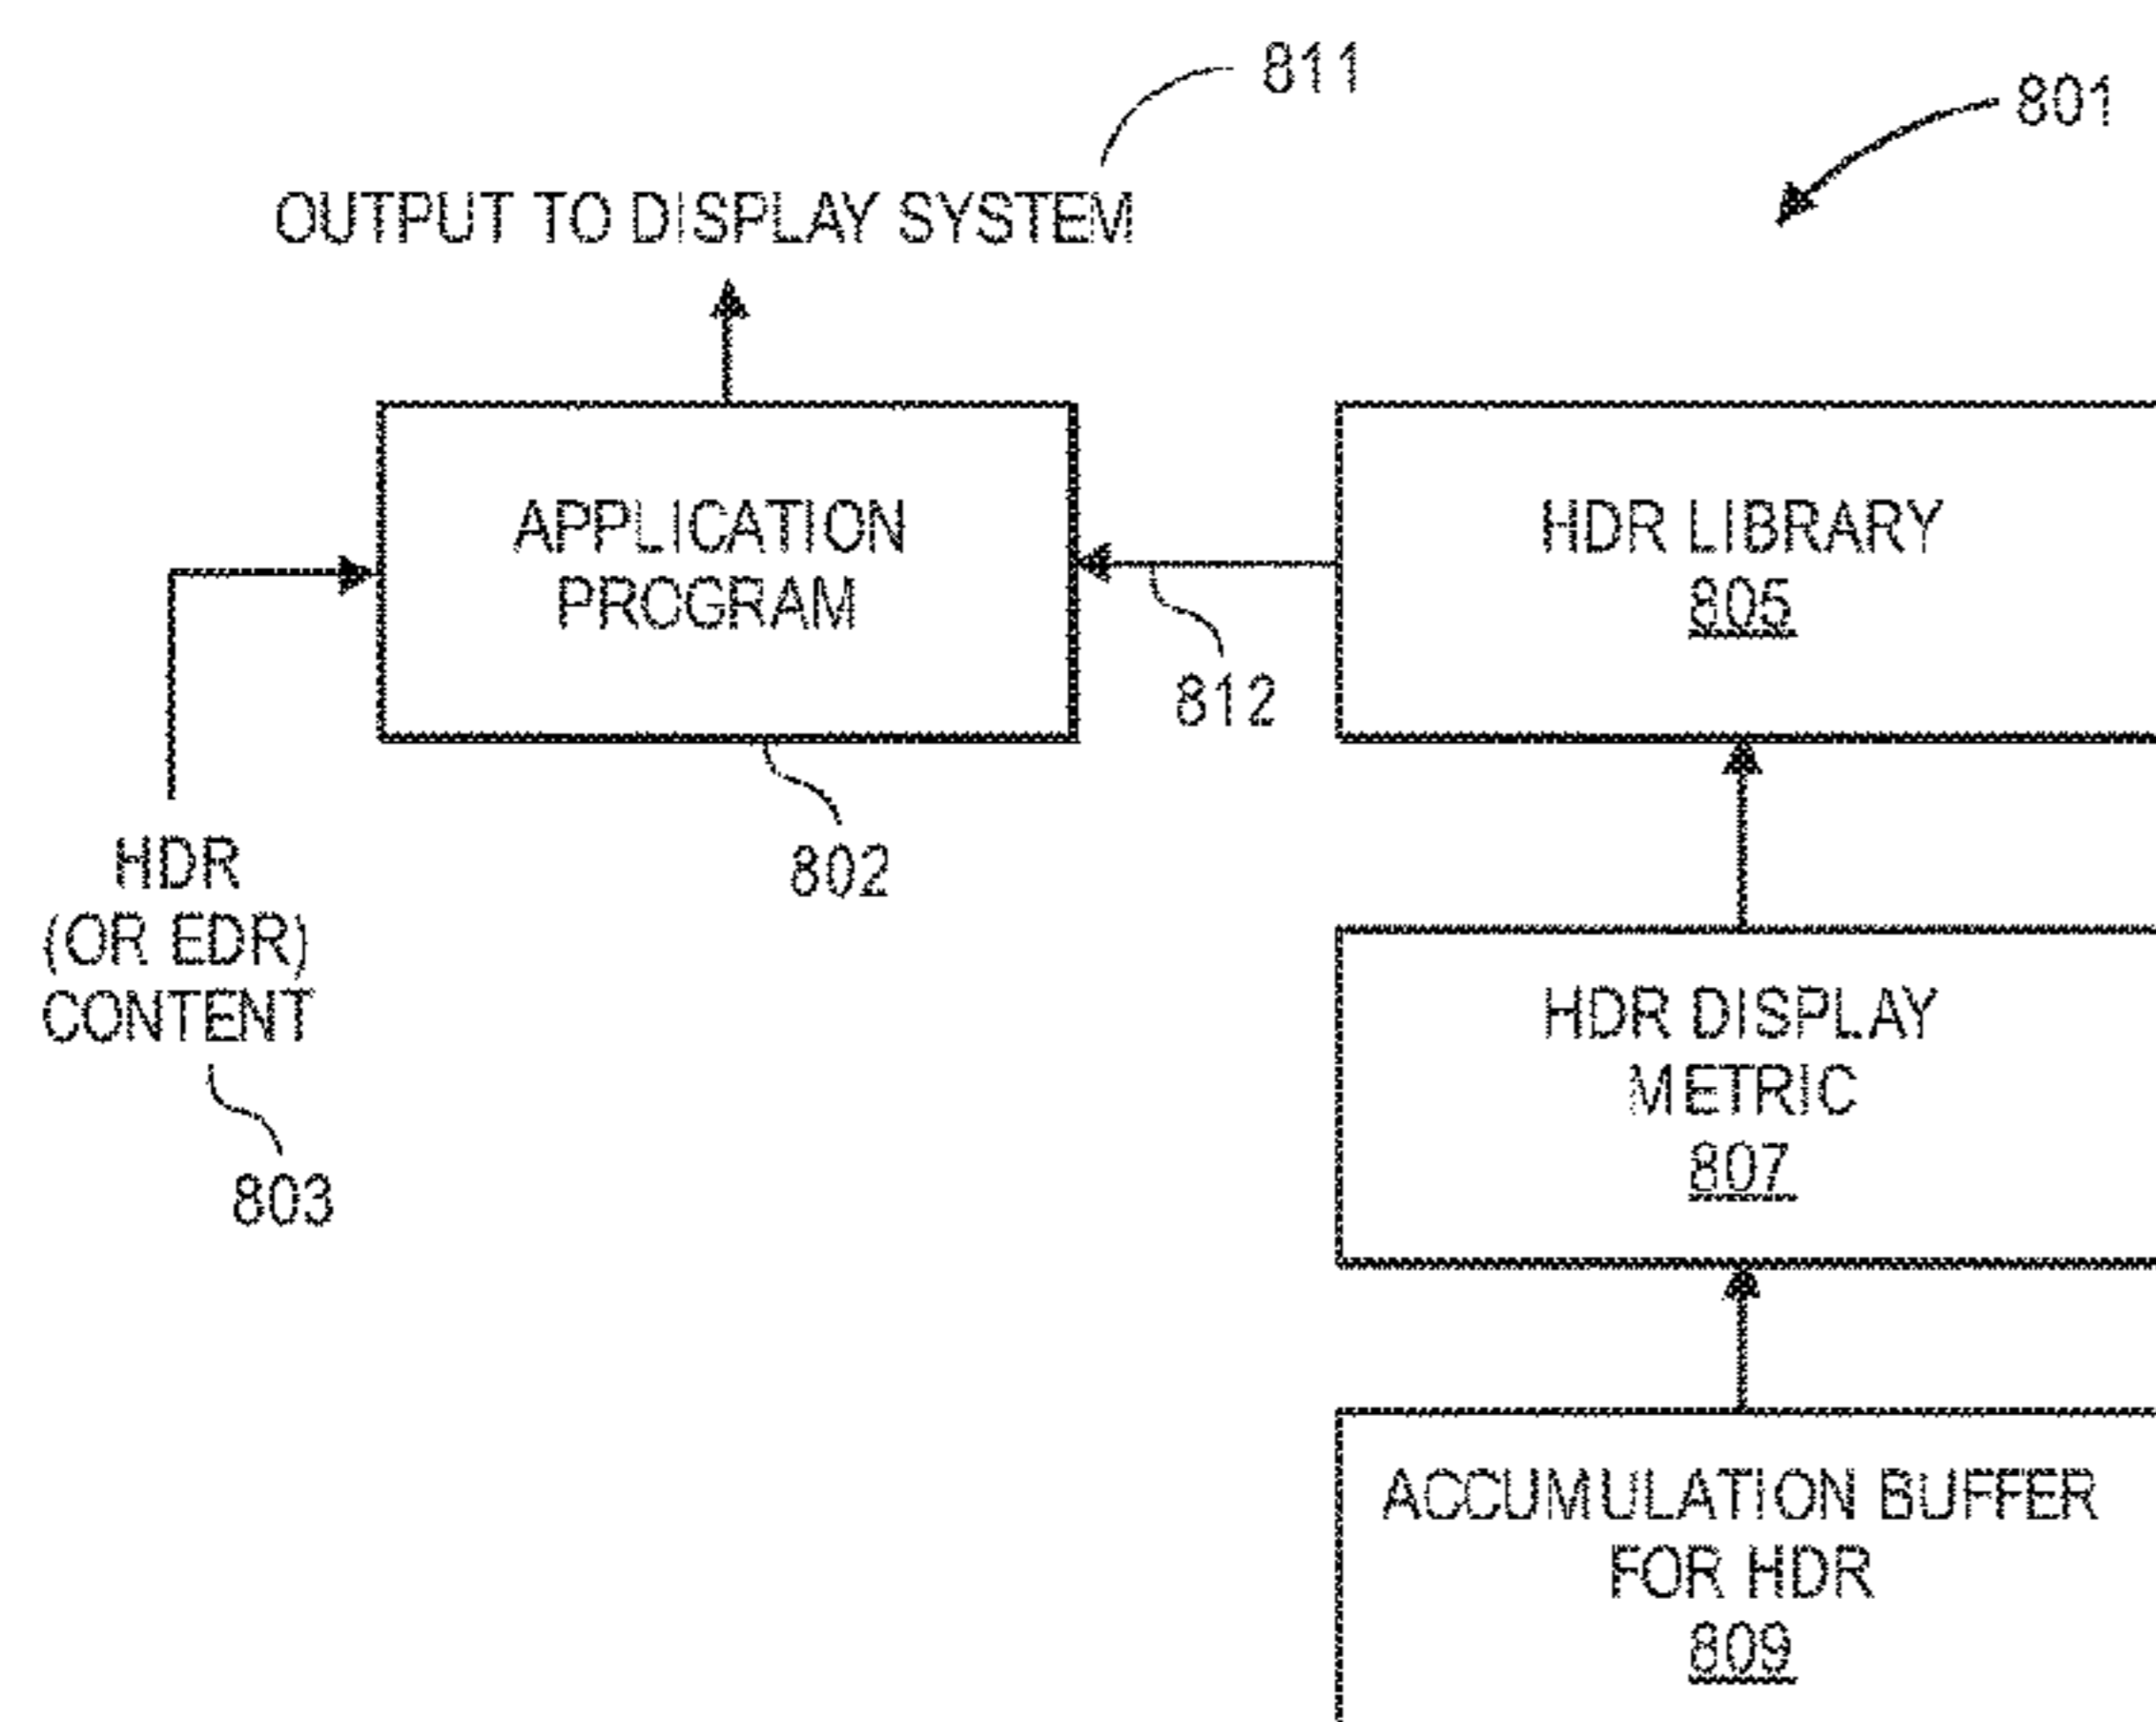 811
801
OUTPUT TO DISPLAY SYSTEM
APPLICATION
PROGRAM
802
812
HDR LIBRARY
805
HDR
(OR EDR)
CONTENT
803
HDR DISPLAY
METRIC
807
ACCUMULATION BUFFER
FOR HDR
809